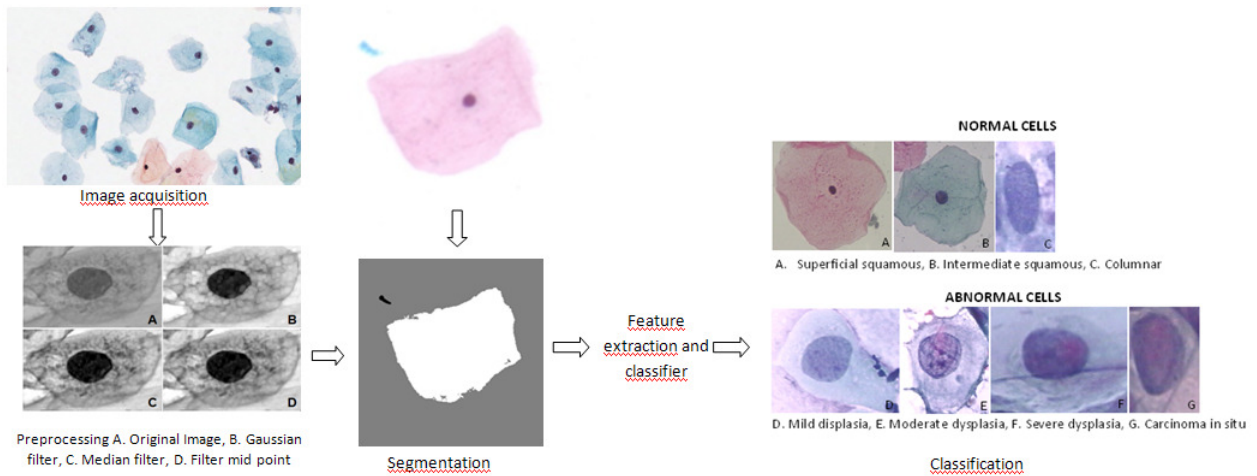 Image acquisition
A
B
C
D
Preprocessing A. Original Image, B. Gaussian
filter, C. Median filter, D. Filter mid point
Segmentation
Feature
extraction and
classifier
NORMAL CELLS
A
B
C
A. Superficial squamous, B. Intermediate squamous, C. Columnar
ABNORMAL CELLS
D
E
F
G
D. Mild displasia, E. Moderate dysplasia, F. Severe dysplasia, G. Carcinoma in situ
Classification